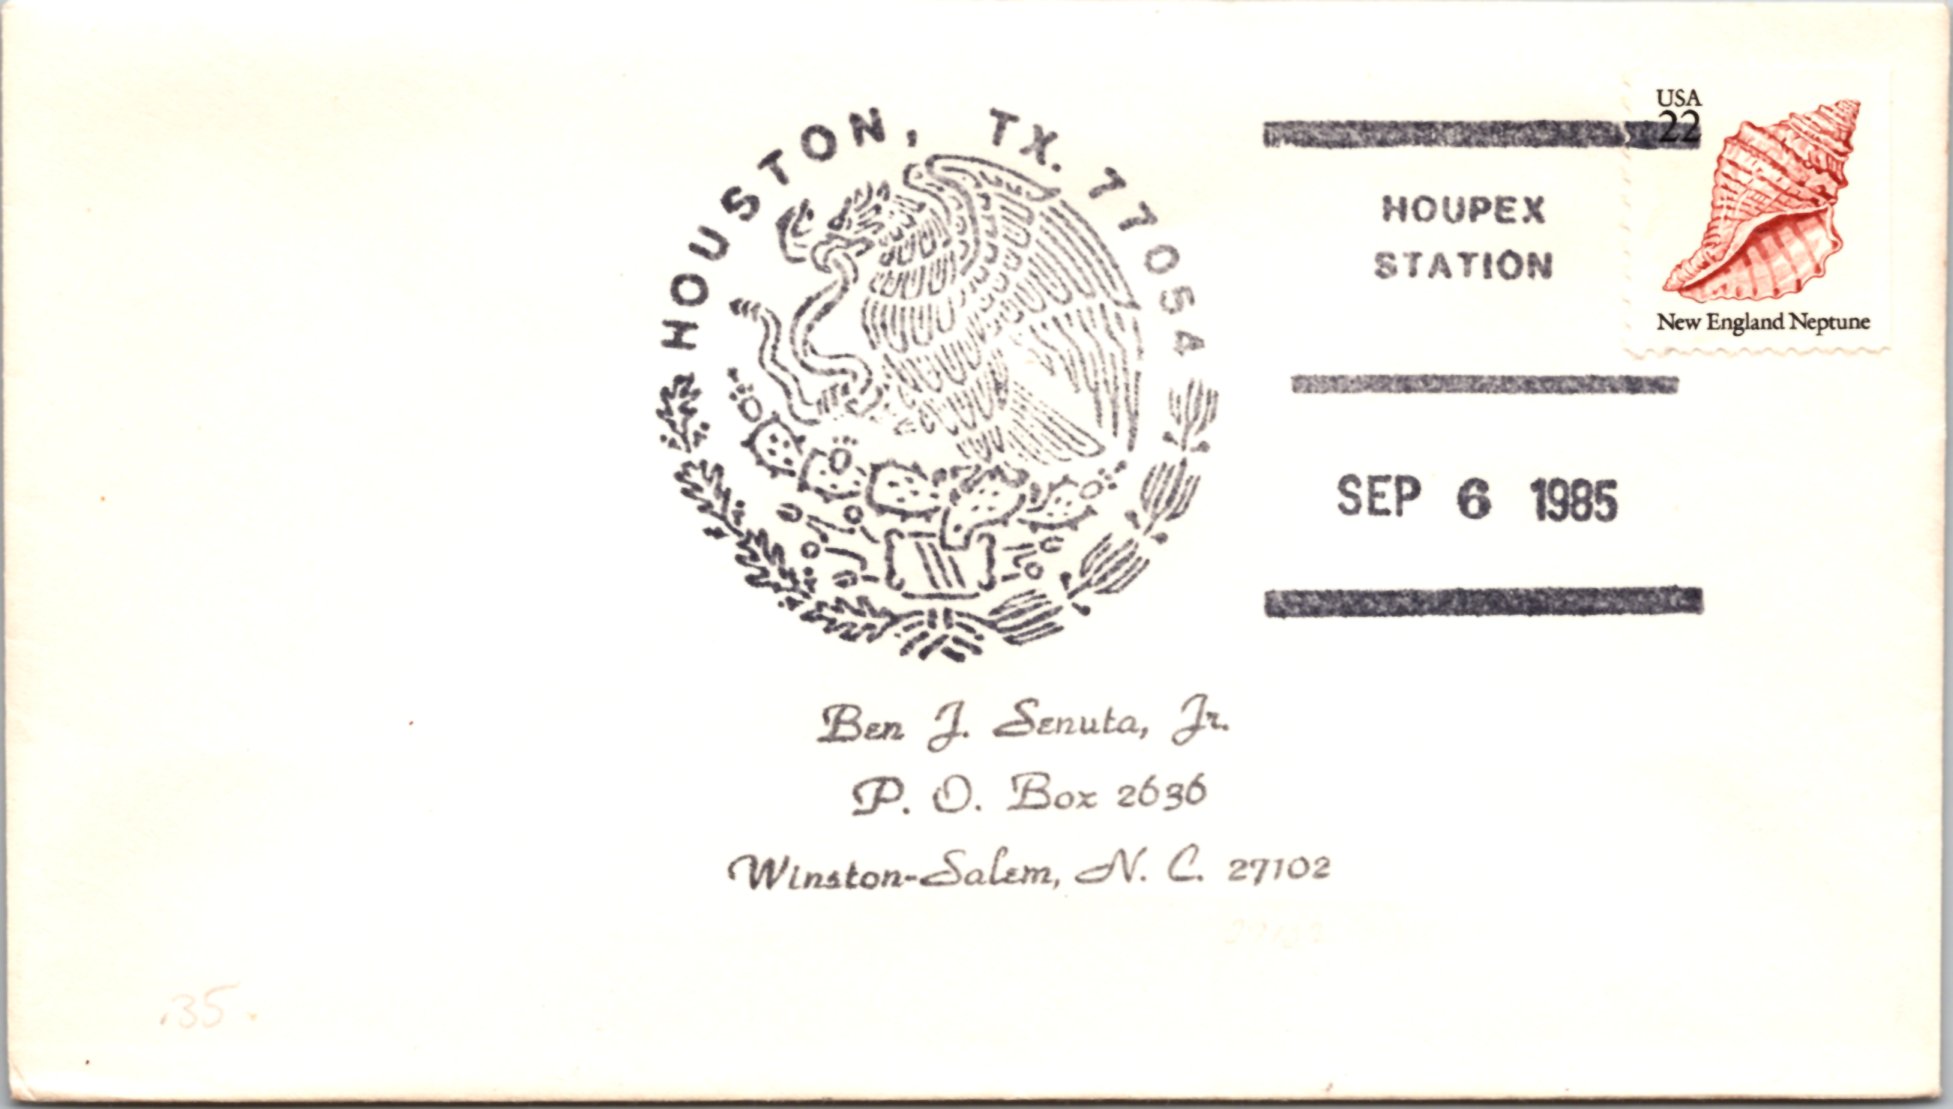 HOUSTON, TX. 77054
USA
22
HOUPEX
STATION
New England Neptune
SEP 6 1985
Ben J. Senuta, Jr.
P. O. Box 2636
Winston-Salem, N. C. 27102
.35